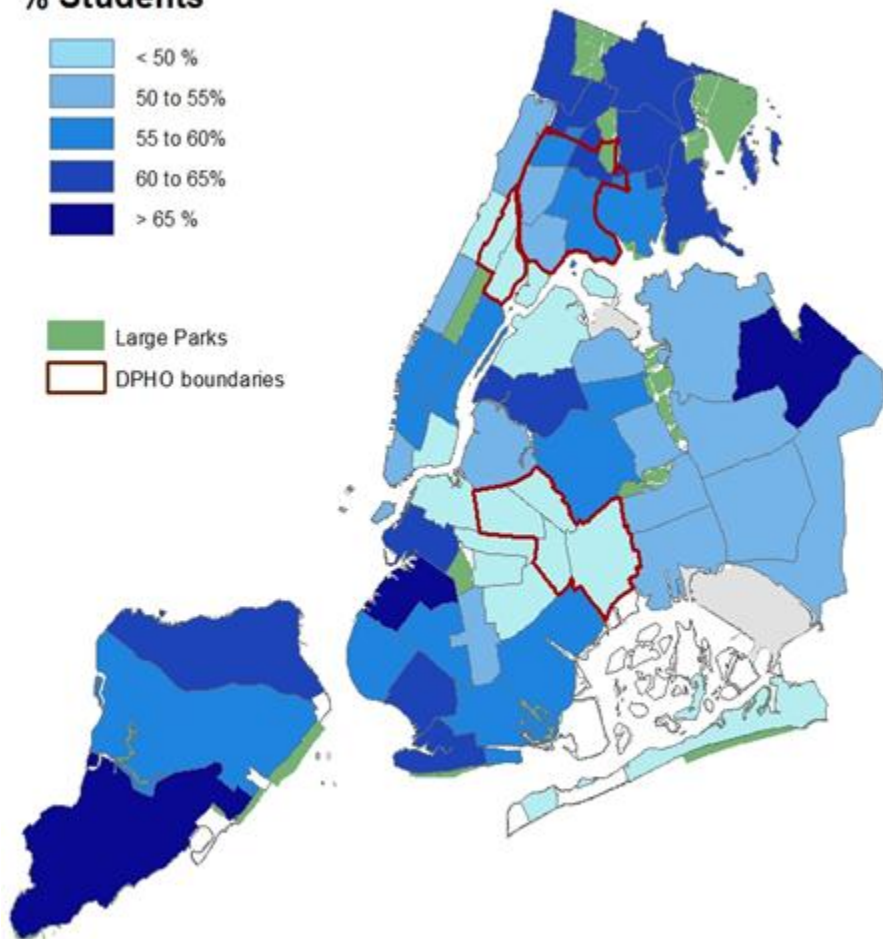 % Students
< 50 %
50 to 55%
55 to 60%
60 to 65%
> 65 %
Large Parks
DPHO boundaries